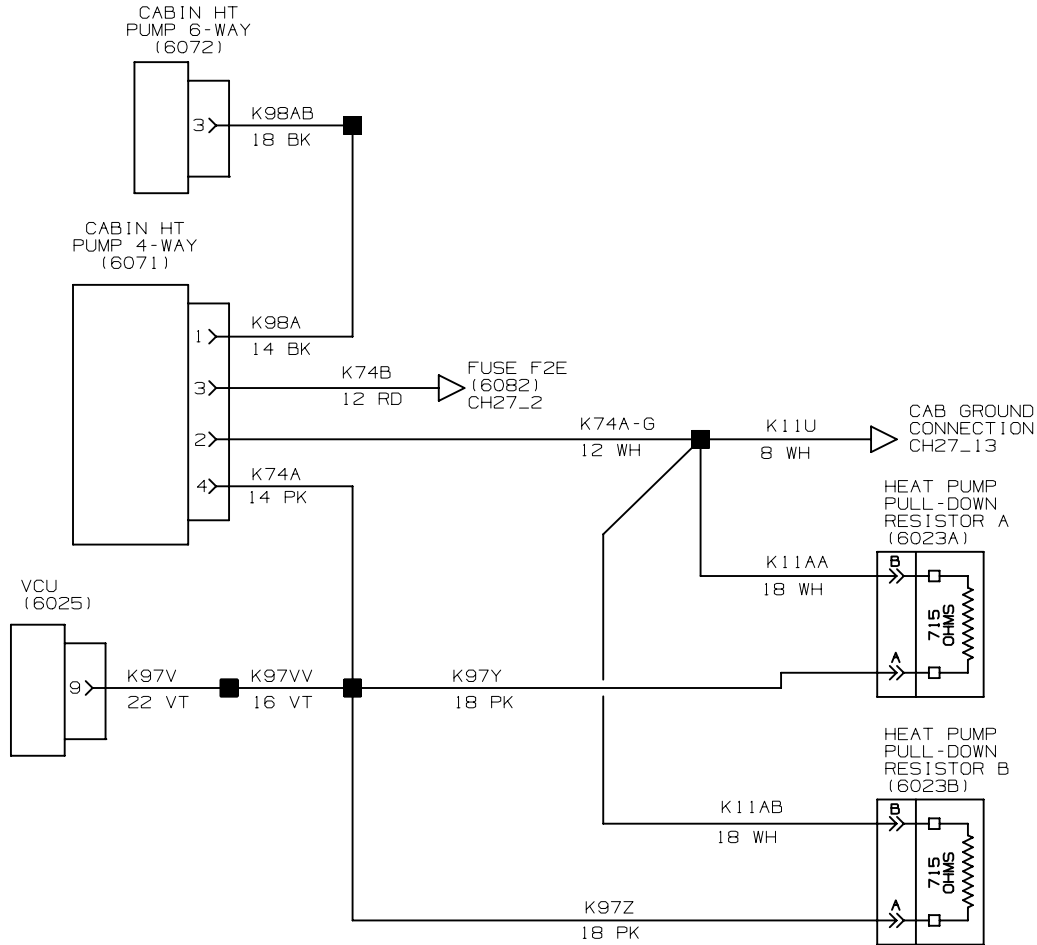 CABIN HT
PUMP 6-WAY
(6072)
3
K98AB
18 BK
CABIN HT
PUMP 4-WAY
(6071)
1
K98A
14 BK
3
K74B
12 RD
FUSE F2E
(6082)
CH27_2
2
K74A-G
12 WH
K11U
8 WH
CAB GROUND
CONNECTION
CH27_13
4
K74A
14 PK
HEAT PUMP
PULL-DOWN
RESISTOR A
(6023A)
K11AA
18 WH
B
A
715
OHMS
VCU
(6025)
9
K97V
22 VT
K97VV
16 VT
K97Y
18 PK
HEAT PUMP
PULL-DOWN
RESISTOR B
(6023B)
K11AB
18 WH
B
A
715
OHMS
K97Z
18 PK